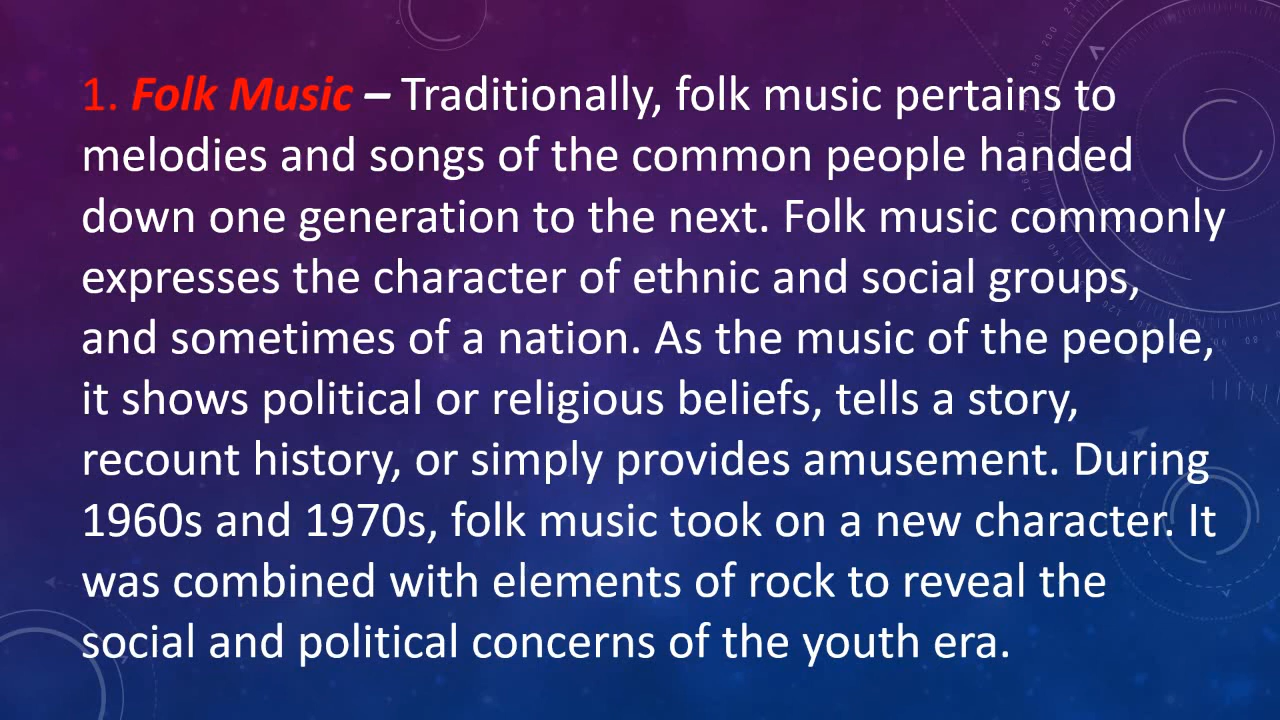 1. Folk Music – Traditionally, folk music pertains to
melodies and songs of the common people handed
down one generation to the next. Folk music commonly
expresses the character of ethnic and social groups,
and sometimes of a nation. As the music of the people,
it shows political or religious beliefs, tells a story,
recount history, or simply provides amusement. During
1960s and 1970s, folk music took on a new character. It
was combined with elements of rock to reveal the
social and political concerns of the youth era.